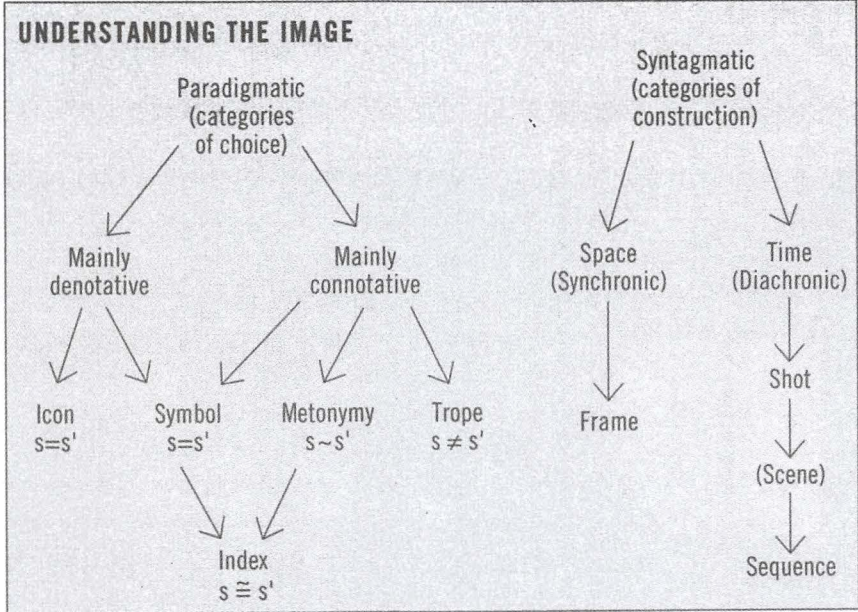 UNDERSTANDING THE IMAGE
Paradigmatic
(categories
of choice)
Syntagmatic
(categories of
construction)
Mainly
denotative
Mainly
connotative
Space
(Synchronic)
Time
(Diachronic)
Icon
s=s'
Symbol
s=s'
Metonymy
s~s'
Trope
s ≠ s'
Index
s ≅ s'
Frame
Shot
(Scene)
Sequence